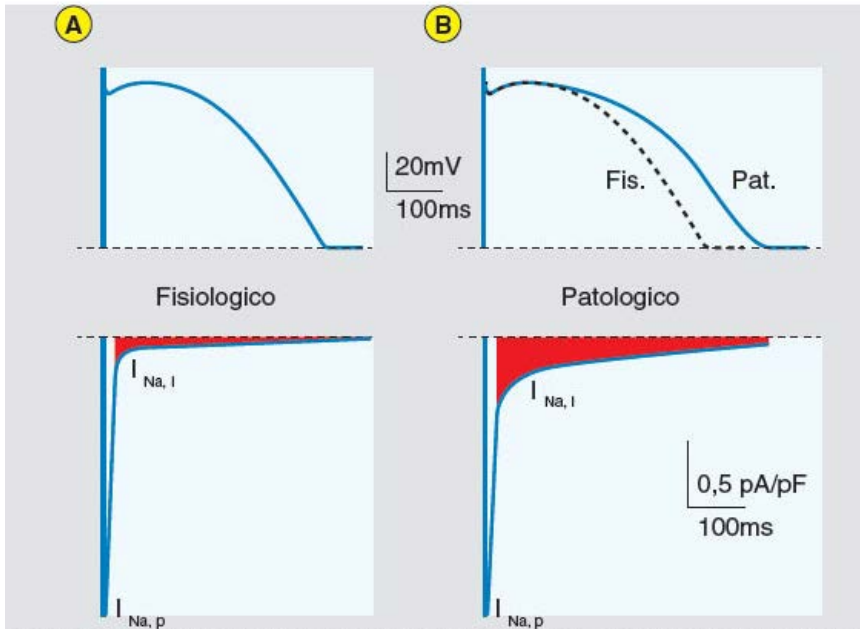 A
B
20mV
100ms
Fis.
Pat.
Fisiologico
Patologico
I Na, l
I Na, l
0,5 pA/pF
100ms
I Na, p
I Na, p